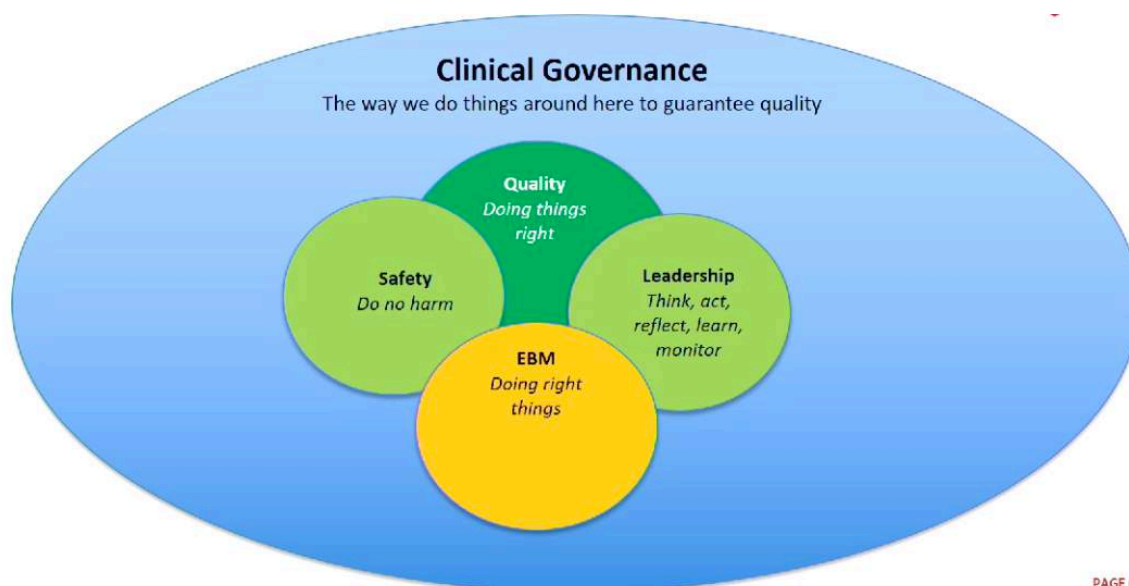 Clinical Governance
The way we do things around here to guarantee quality
Quality
Doing things
right
Safety
Do no harm
Leadership
Think, act,
reflect, learn,
monitor
EBM
Doing right
things
PAGE